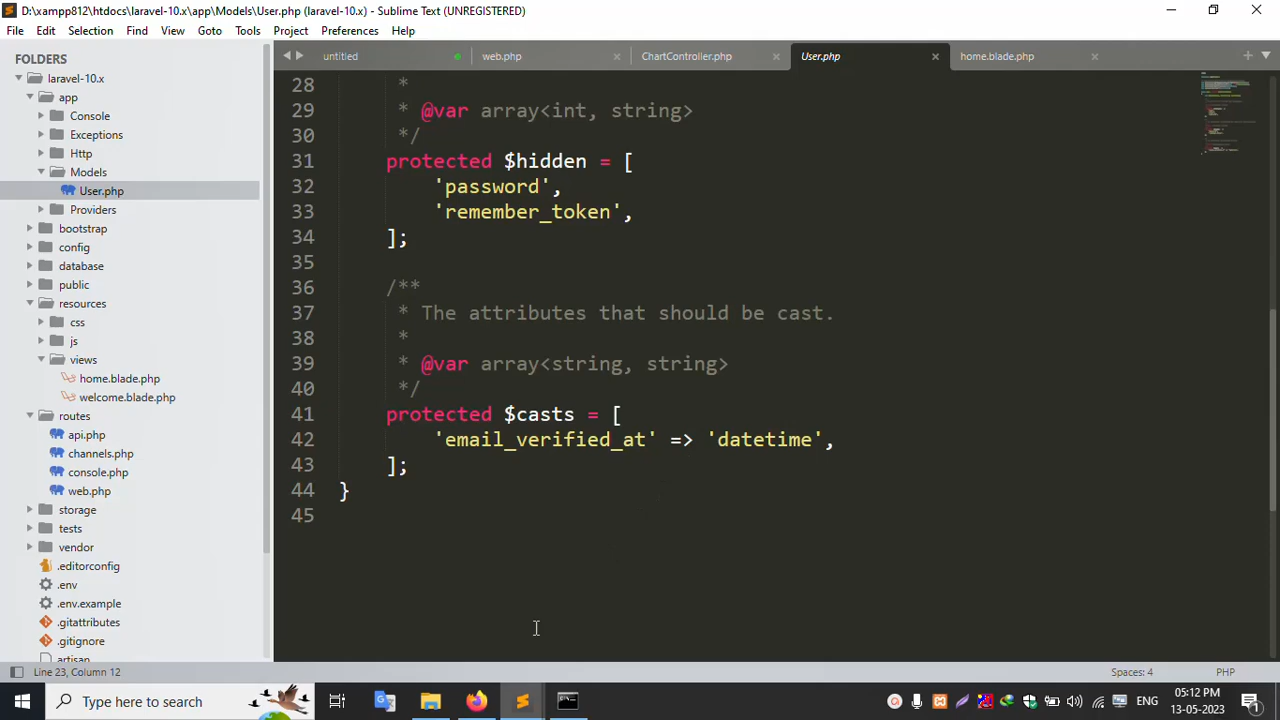 D:\xampp812\htdocs\laravel-10.x\app\Models\User.php (laravel-10.x) - Sublime Text (UNREGISTERED)
File Edit Selection Find View Goto Tools Project Preferences Help
FOLDERS
laravel-10.x
app
Console
Exceptions
Http
Models
User.php
Providers
bootstrap
config
database
public
resources
css
js
views
home.blade.php
welcome.blade.php
routes
api.php
channels.php
console.php
web.php
storage
tests
vendor
.editorconfig
.env
.env.example
.gitattributes
.gitignore
artisan
untitled web.php ChartController.php User.php home.blade.php
28 *
29 * @var array<int, string>
30 */
31 protected $hidden = [
32 'password',
33 'remember_token',
34 ];
35
36 /**
37 * The attributes that should be cast.
38 *
39 * @var array<string, string>
40 */
41 protected $casts = [
42 'email_verified_at' => 'datetime',
43 ];
44 }
45
Line 23, Column 12 Spaces: 4 PHP
Type here to search ENG 05:12 PM
13-05-2023